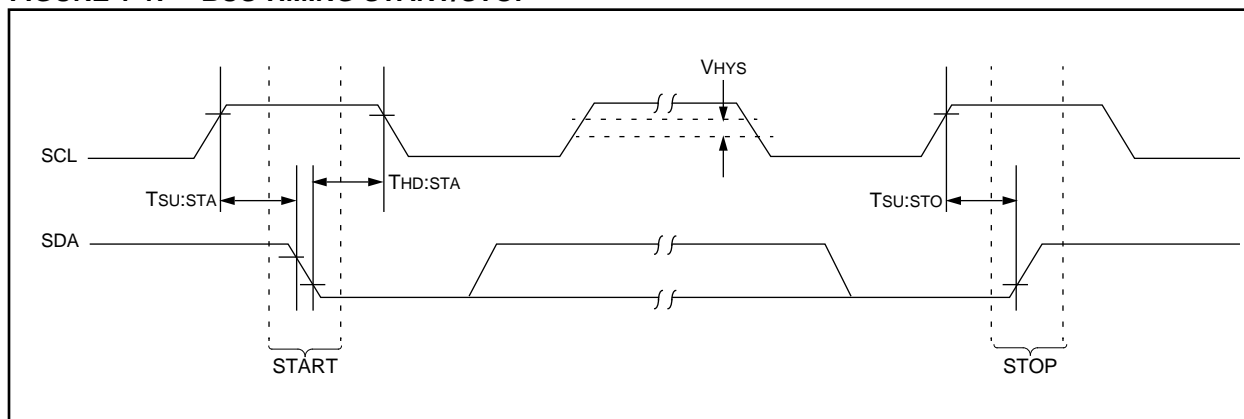 VHYS
SCL
THD:STA
TSU:STA
TSU:STO
SDA
START
STOP